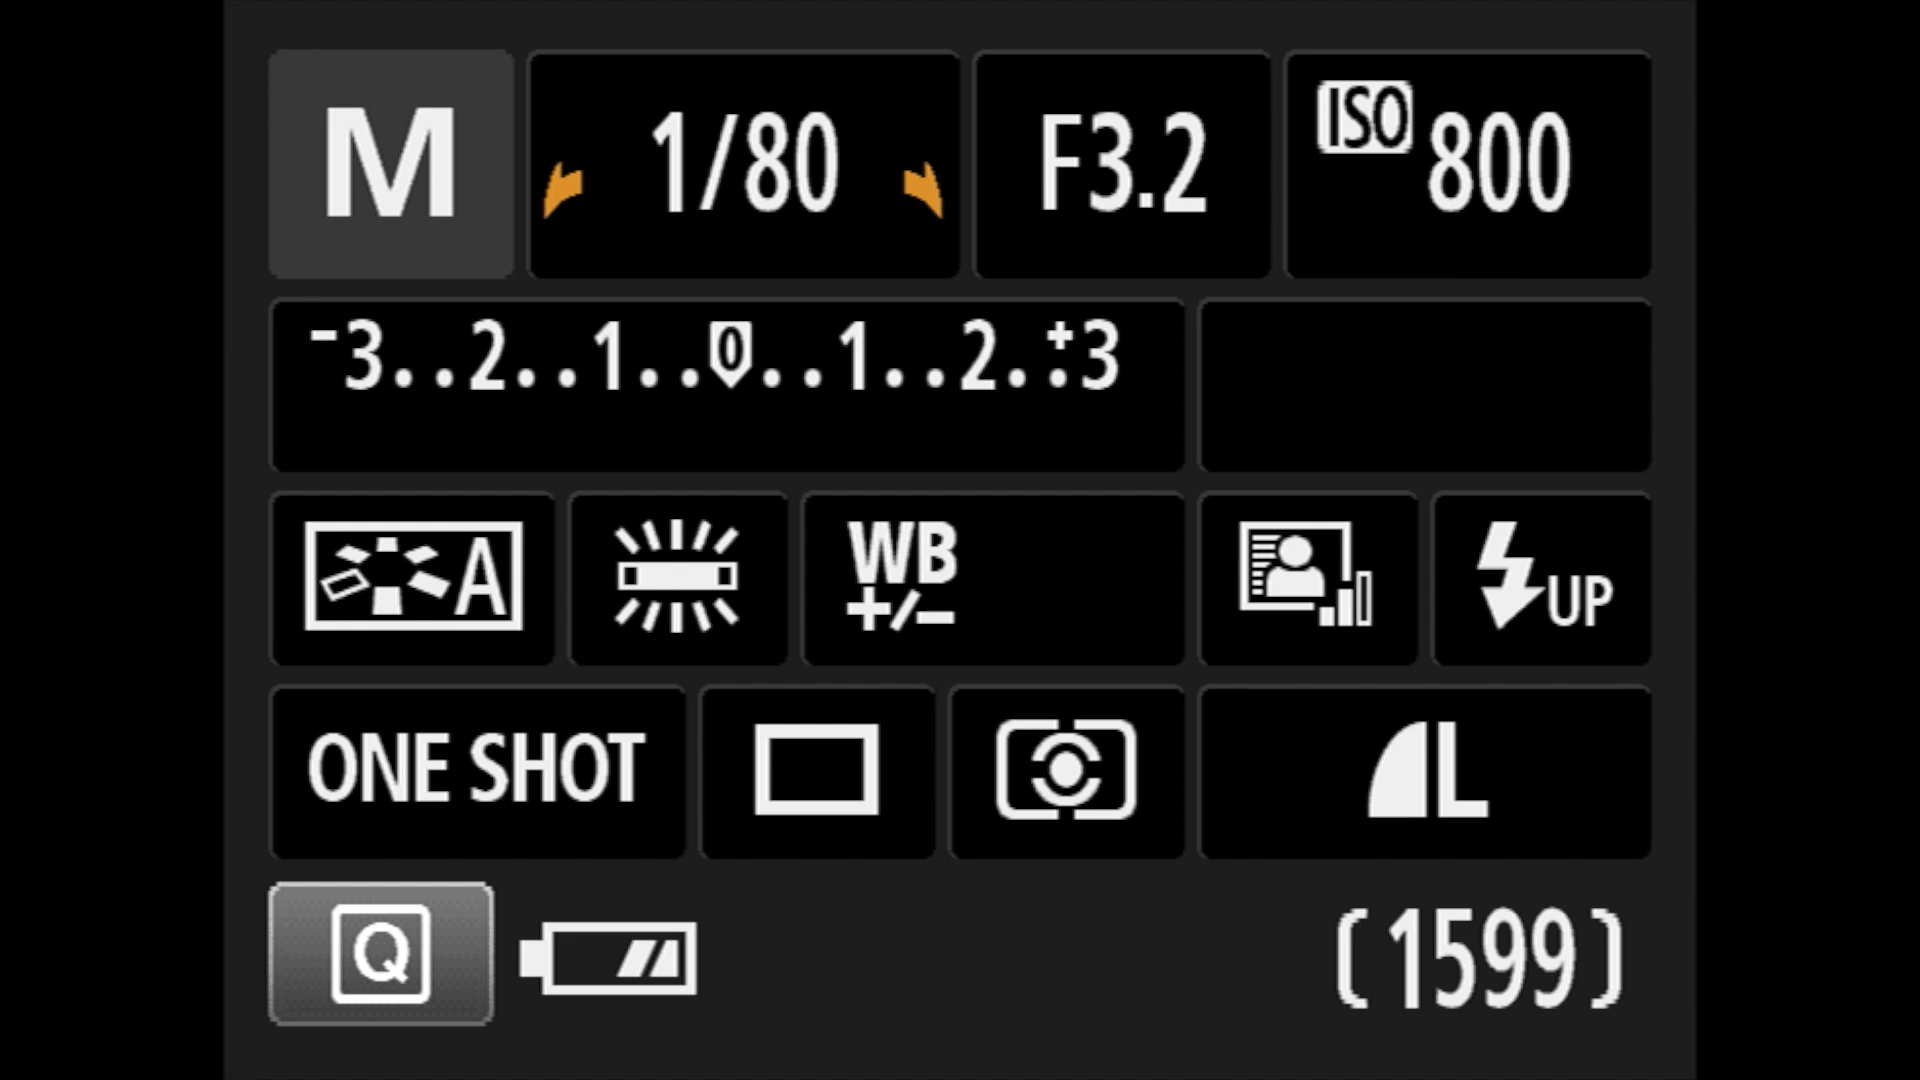 M 1/80 F3.2 ISO 800
-3..2..1..0..1..2..+3
A WB +/- UP
ONE SHOT L
Q [1599]